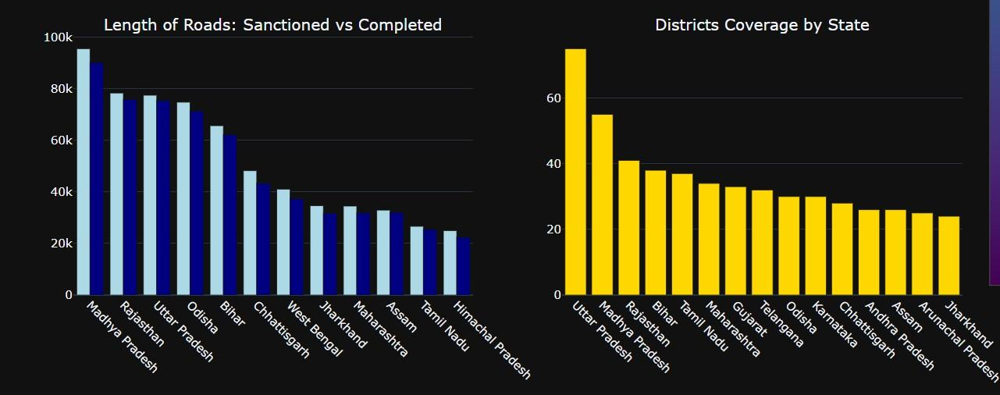 Length of Roads: Sanctioned vs Completed
100k
80k
60k
40k
20k
0
Madhya Pradesh
Rajasthan
Uttar Pradesh
Odisha
Bihar
Chhattisgarh
West Bengal
Jharkhand
Maharashtra
Assam
Tamil Nadu
Himachal Pradesh
Districts Coverage by State
60
40
20
0
Uttar Pradesh
Madhya Pradesh
Rajasthan
Bihar
Tamil Nadu
Maharashtra
Gujarat
Telangana
Odisha
Karnataka
Chhattisgarh
Andhra Pradesh
Assam
Arunachal Pradesh
Jharkhand